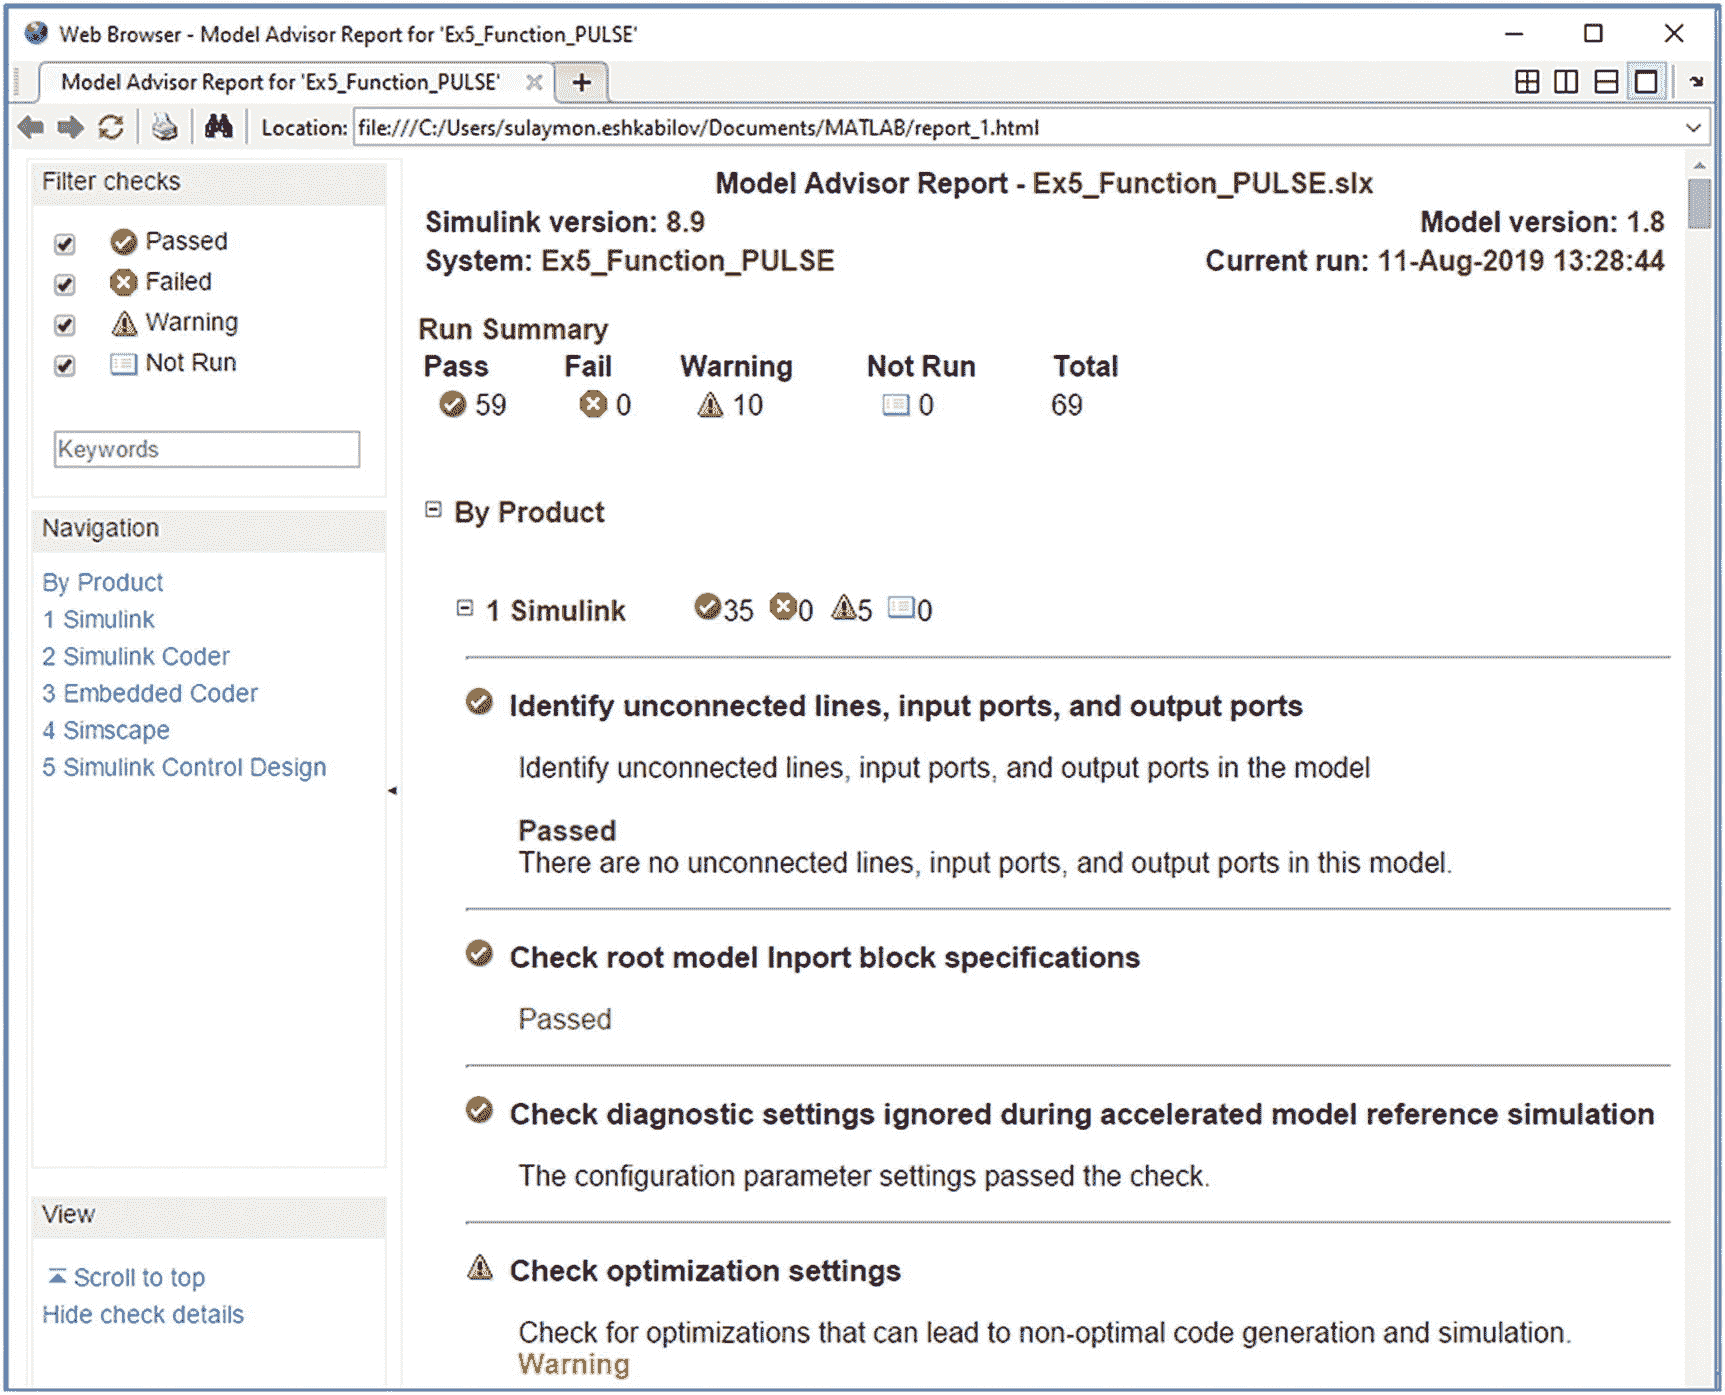 Web Browser - Model Advisor Report for 'Ex5_Function_PULSE'
Model Advisor Report for 'Ex5_Function_PULSE'
Location: file:///C:/Users/sulaymon.eshkabilov/Documents/MATLAB/report_1.html
Filter checks
Passed
Failed
Warning
Not Run
Keywords
Navigation
By Product
1 Simulink
2 Simulink Coder
3 Embedded Coder
4 Simscape
5 Simulink Control Design
View
Scroll to top
Hide check details
Model Advisor Report - Ex5_Function_PULSE.slx
Simulink version: 8.9 Model version: 1.8
System: Ex5_Function_PULSE Current run: 11-Aug-2019 13:28:44
Run Summary
Pass Fail Warning Not Run Total
59 0 10 0 69
By Product
1 Simulink 35 0 5 0
Identify unconnected lines, input ports, and output ports
Identify unconnected lines, input ports, and output ports in the model
Passed
There are no unconnected lines, input ports, and output ports in this model.
Check root model Inport block specifications
Passed
Check diagnostic settings ignored during accelerated model reference simulation
The configuration parameter settings passed the check.
Check optimization settings
Check for optimizations that can lead to non-optimal code generation and simulation.
Warning